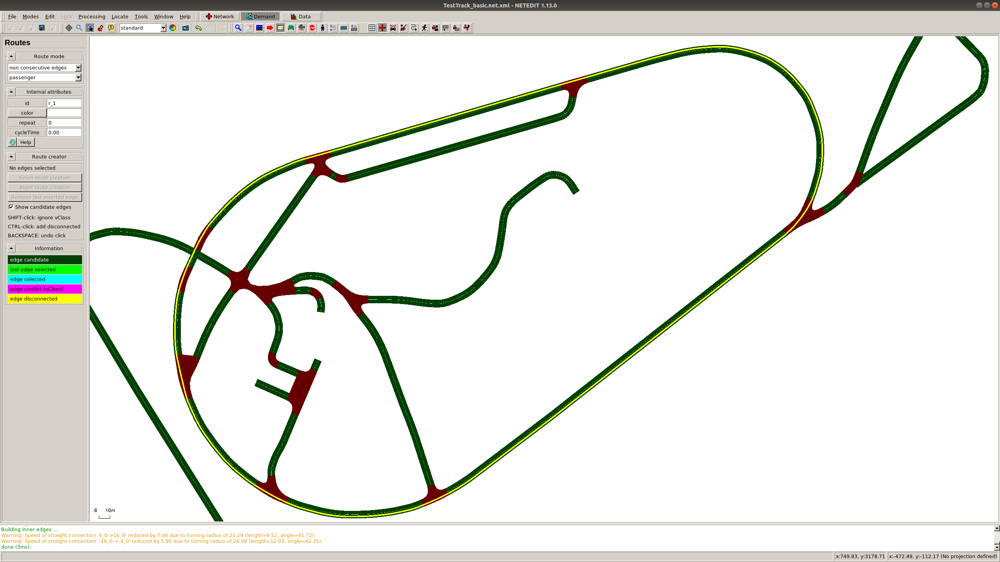 TestTrack_basic.net.xml - NETEDIT 1.13.0
File Modes Edit Lock Processing Locate Tools Window Help Network Demand Data
standard TYPE STOP
Routes
Route mode
non consecutive edges
passenger
Internal attributes
id r_1
color
repeat 0
cycleTime 0.00
Help
Route creator
No edges selected
Finish route creation
Abort route creation
Remove last inserted edge
Show candidate edges
SHIFT-click: ignore vClass
CTRL-click: add disconnected
BACKSPACE: undo click
Information
edge candidate
last edge selected
edge selected
edge conflict (vClass)
edge disconnected
0 10m
Building inner edges ...
Warning: Speed of straight connection '4_0->16_0' reduced by 7.06 due to turning radius of 21.29 (length=9.52, angle=41.72).
Warning: Speed of straight connection '-16_0->-4_0' reduced by 5.90 due to turning radius of 26.08 (length=12.03, angle=42.35).
done (3ms).
x:749.83, y:3178.71 x:-472.49, y:-112.17 (No projection defined)